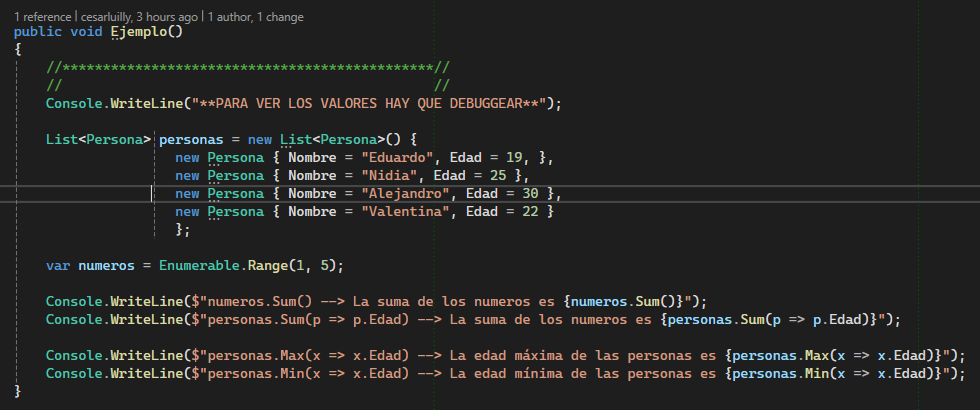 1 reference | cesarluilly, 3 hours ago | 1 author, 1 change
public void Ejemplo()
{
//**********************************************//
// //
Console.WriteLine("**PARA VER LOS VALORES HAY QUE DEBUGGEAR**");
List<Persona> personas = new List<Persona>() {
new Persona { Nombre = "Eduardo", Edad = 19, },
new Persona { Nombre = "Nidia", Edad = 25 },
new Persona { Nombre = "Alejandro", Edad = 30 },
new Persona { Nombre = "Valentina", Edad = 22 }
};
var numeros = Enumerable.Range(1, 5);
Console.WriteLine($"numeros.Sum() --> La suma de los numeros es {numeros.Sum()}");
Console.WriteLine($"personas.Sum(p => p.Edad) --> La suma de los numeros es {personas.Sum(p => p.Edad)}");
Console.WriteLine($"personas.Max(x => x.Edad) --> La edad máxima de las personas es {personas.Max(x => x.Edad)}");
Console.WriteLine($"personas.Min(x => x.Edad) --> La edad mínima de las personas es {personas.Min(x => x.Edad)}");
}